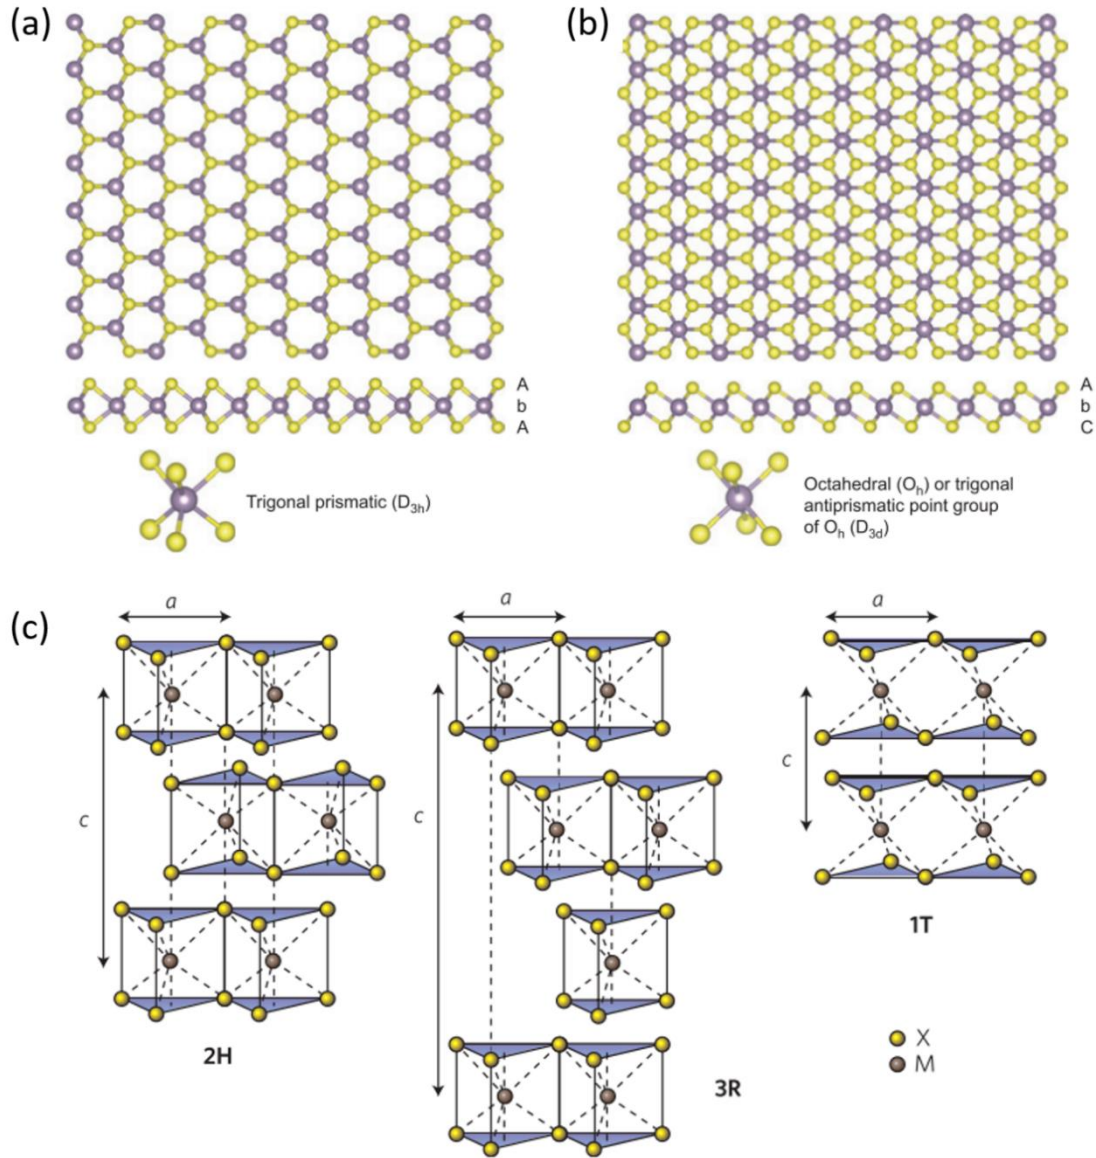 (a)
(b)
A
b
A
A
b
C
Trigonal prismatic (D3h)
Octahedral (Oh) or trigonal
antiprismatic point group
of Oh (D3d)
(c)
a
a
a
c
c
c
2H
3R
1T
X
M